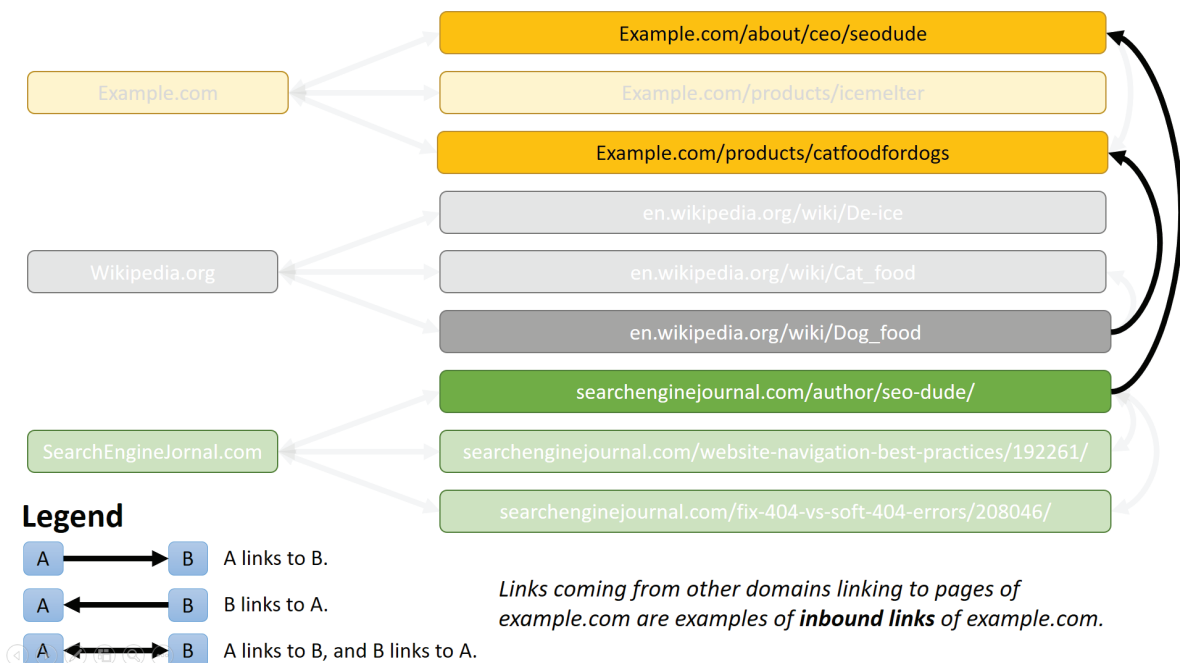 Example.com/about/ceo/seodude
Example.com
Example.com/products/icemelter
Example.com/products/catfoodfordogs
en.wikipedia.org/wiki/De-ice
Wikipedia.org
en.wikipedia.org/wiki/Cat_food
en.wikipedia.org/wiki/Dog_food
searchenginejournal.com/author/seo-dude/
SearchEngineJornal.com
searchenginejournal.com/website-navigation-best-practices/192261/
searchenginejournal.com/fix-404-vs-soft-404-errors/208046/
Legend
A B A links to B.
A B B links to A.
A B A links to B, and B links to A.
Links coming from other domains linking to pages of
example.com are examples of inbound links of example.com.